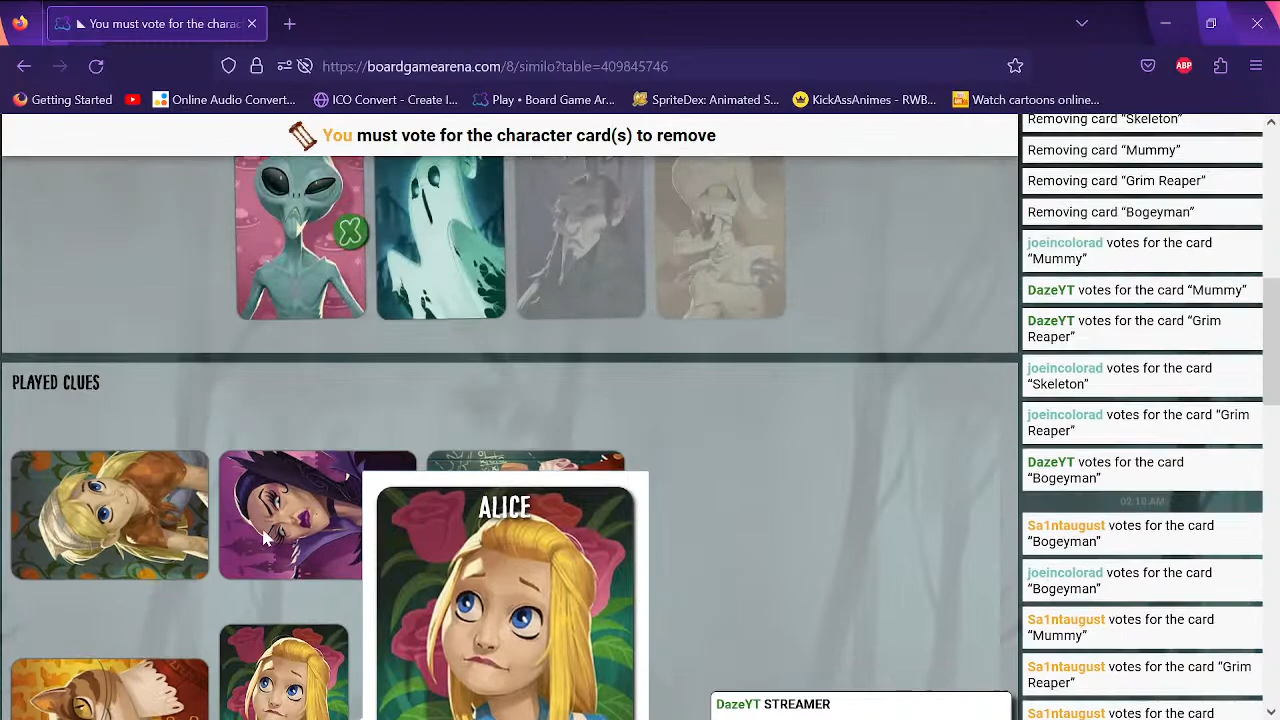 You must vote for the charac
https://boardgamearena.com/8/similo?table=409845746
ABP
Getting Started
Online Audio Convert...
ICO Convert - Create I...
Play • Board Game Ar...
SpriteDex: Animated S...
KickAssAnimes - RWB...
Watch cartoons online...
You must vote for the character card(s) to remove
PLAYED CLUES
ALICE
DazeYT STREAMER
Removing card “Skeleton”
Removing card “Mummy”
Removing card “Grim Reaper”
Removing card “Bogeyman”
joeincolorad votes for the card
“Mummy”
DazeYT votes for the card “Mummy”
DazeYT votes for the card “Grim
Reaper”
joeincolorad votes for the card
“Skeleton”
joeincolorad votes for the card “Grim
Reaper”
DazeYT votes for the card
“Bogeyman”
02:10 AM
Sa1ntaugust votes for the card
“Bogeyman”
joeincolorad votes for the card
“Bogeyman”
Sa1ntaugust votes for the card
“Mummy”
Sa1ntaugust votes for the card “Grim
Reaper”
Sa1ntaugust votes for the card